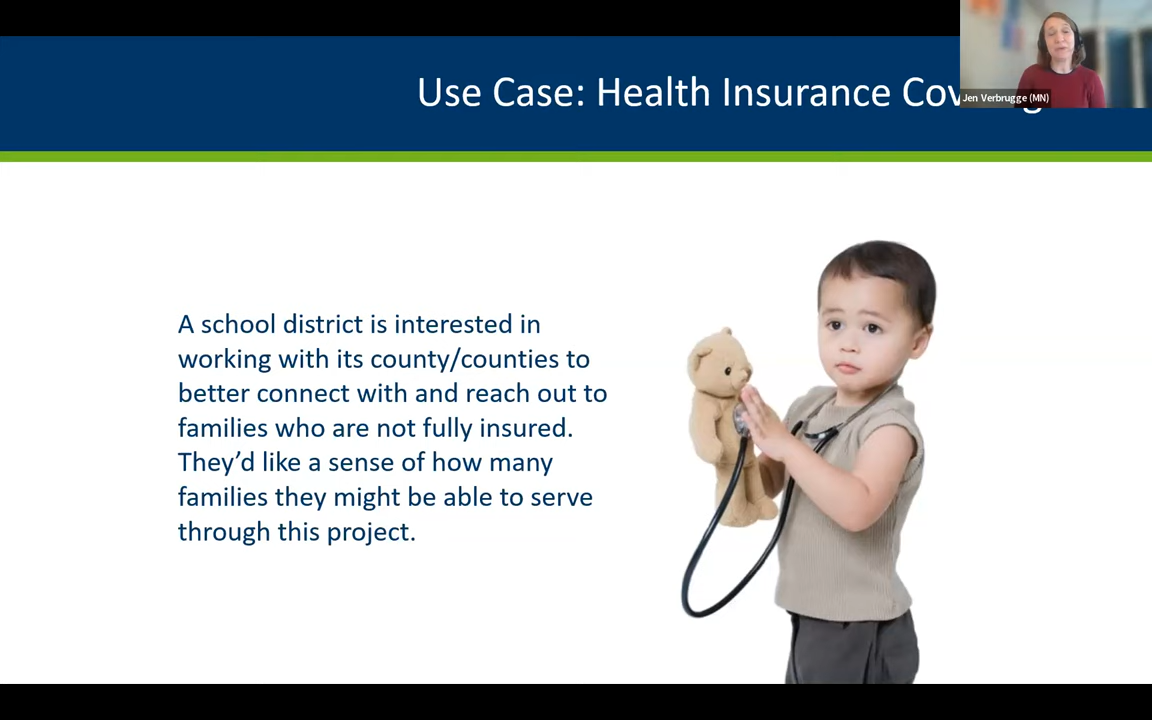 Use Case: Health Insurance
Jen Verbrugge (MN)
A school district is interested in
working with its county/counties to
better connect with and reach out to
families who are not fully insured.
They’d like a sense of how many
families they might be able to serve
through this project.